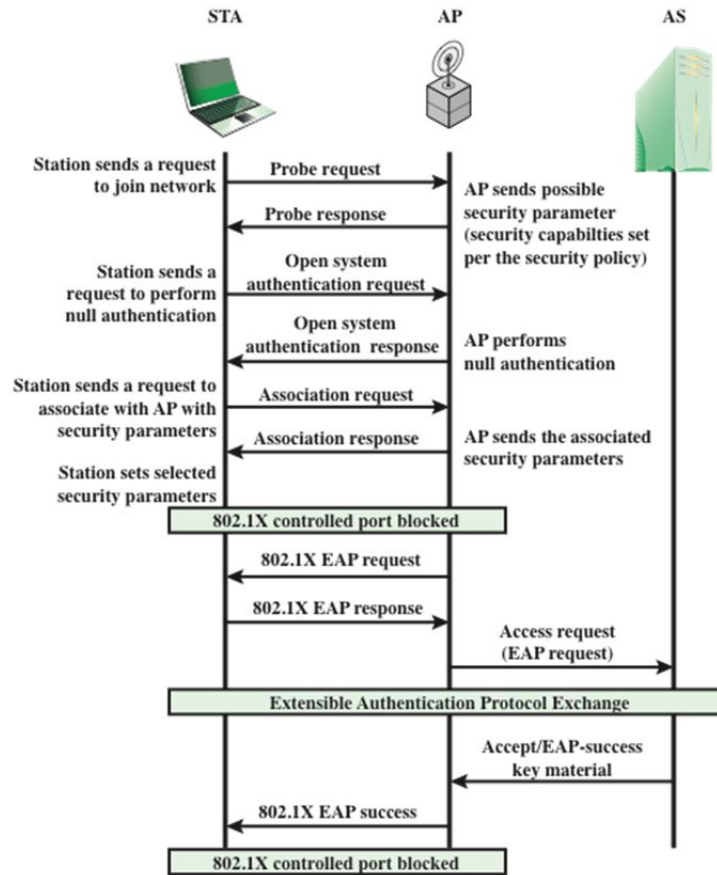 STA
AP
AS
Station sends a request
to join network
Probe request
AP sends possible
security parameter
(security capabilties set
per the security policy)
Probe response
Station sends a
request to perform
null authentication
Open system
authentication request
Open system
authentication response
AP performs
null authentication
Station sends a request to
associate with AP with
security parameters
Association request
Association response
AP sends the associated
security parameters
Station sets selected
security parameters
802.1X controlled port blocked
802.1X EAP request
802.1X EAP response
Access request
(EAP request)
Extensible Authentication Protocol Exchange
Accept/EAP-success
key material
802.1X EAP success
802.1X controlled port blocked